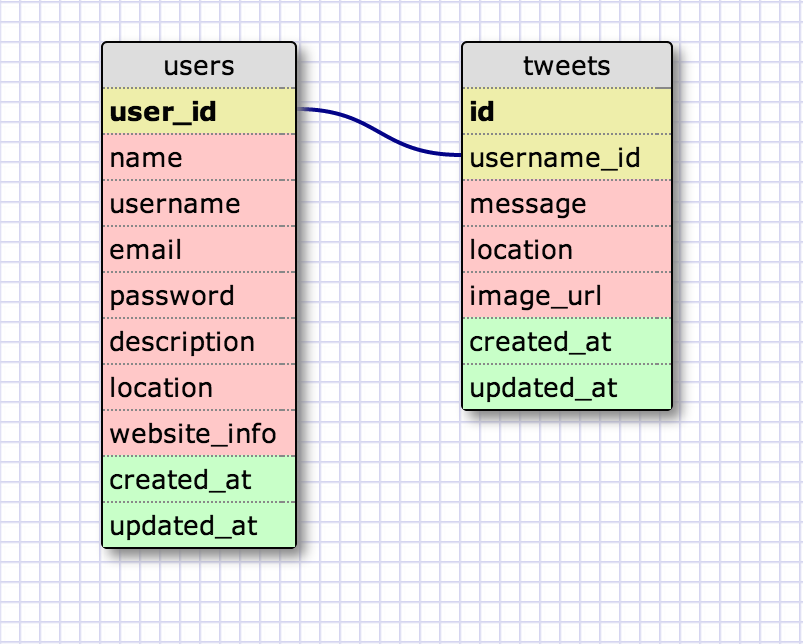 users
user_id
name
username
email
password
description
location
website_info
created_at
updated_at
tweets
id
username_id
message
location
image_url
created_at
updated_at